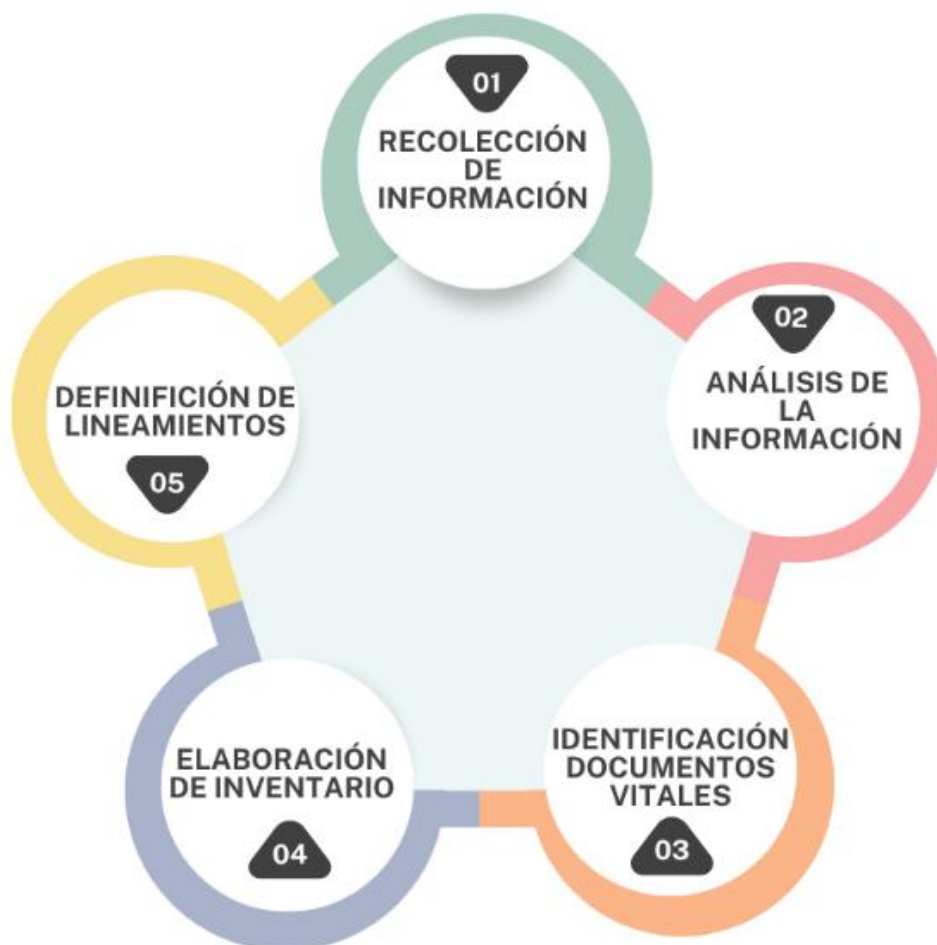 01
RECOLECCIÓN
DE
INFORMACIÓN
02
ANÁLISIS DE
LA
INFORMACIÓN
IDENTIFICACIÓN
DOCUMENTOS
VITALES
03
ELABORACIÓN
DE INVENTARIO
04
DEFINIFICIÓN DE
LINEAMIENTOS
05